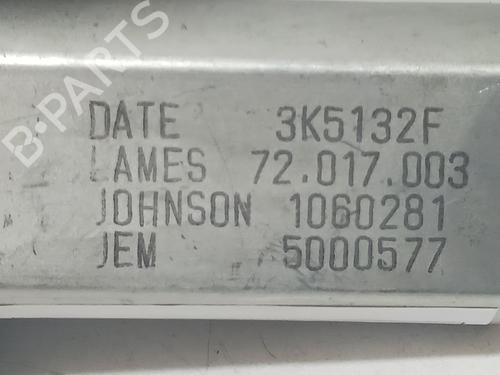 B-PARTS
DATE 3K5132F
LAMES 72.017.003
JOHNSON 1060281
JEM 5000577